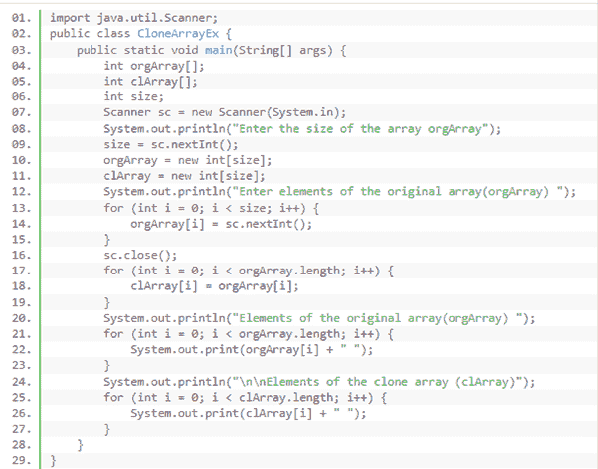 01. import java.util.Scanner;
02. public class CloneArrayEx {
03. public static void main(String[] args) {
04. int orgArray[];
05. int clArray[];
06. int size;
07. Scanner sc = new Scanner(System.in);
08. System.out.println("Enter the size of the array orgArray");
09. size = sc.nextInt();
10. orgArray = new int[size];
11. clArray = new int[size];
12. System.out.println("Enter elements of the original array(orgArray) ");
13. for (int i = 0; i < size; i++) {
14. orgArray[i] = sc.nextInt();
15. }
16. sc.close();
17. for (int i = 0; i < orgArray.length; i++) {
18. clArray[i] = orgArray[i];
19. }
20. System.out.println("Elements of the original array(orgArray) ");
21. for (int i = 0; i < orgArray.length; i++) {
22. System.out.print(orgArray[i] + " ");
23. }
24. System.out.println("\n\nElements of the clone array (clArray)");
25. for (int i = 0; i < clArray.length; i++) {
26. System.out.print(clArray[i] + " ");
27. }
28. }
29. }